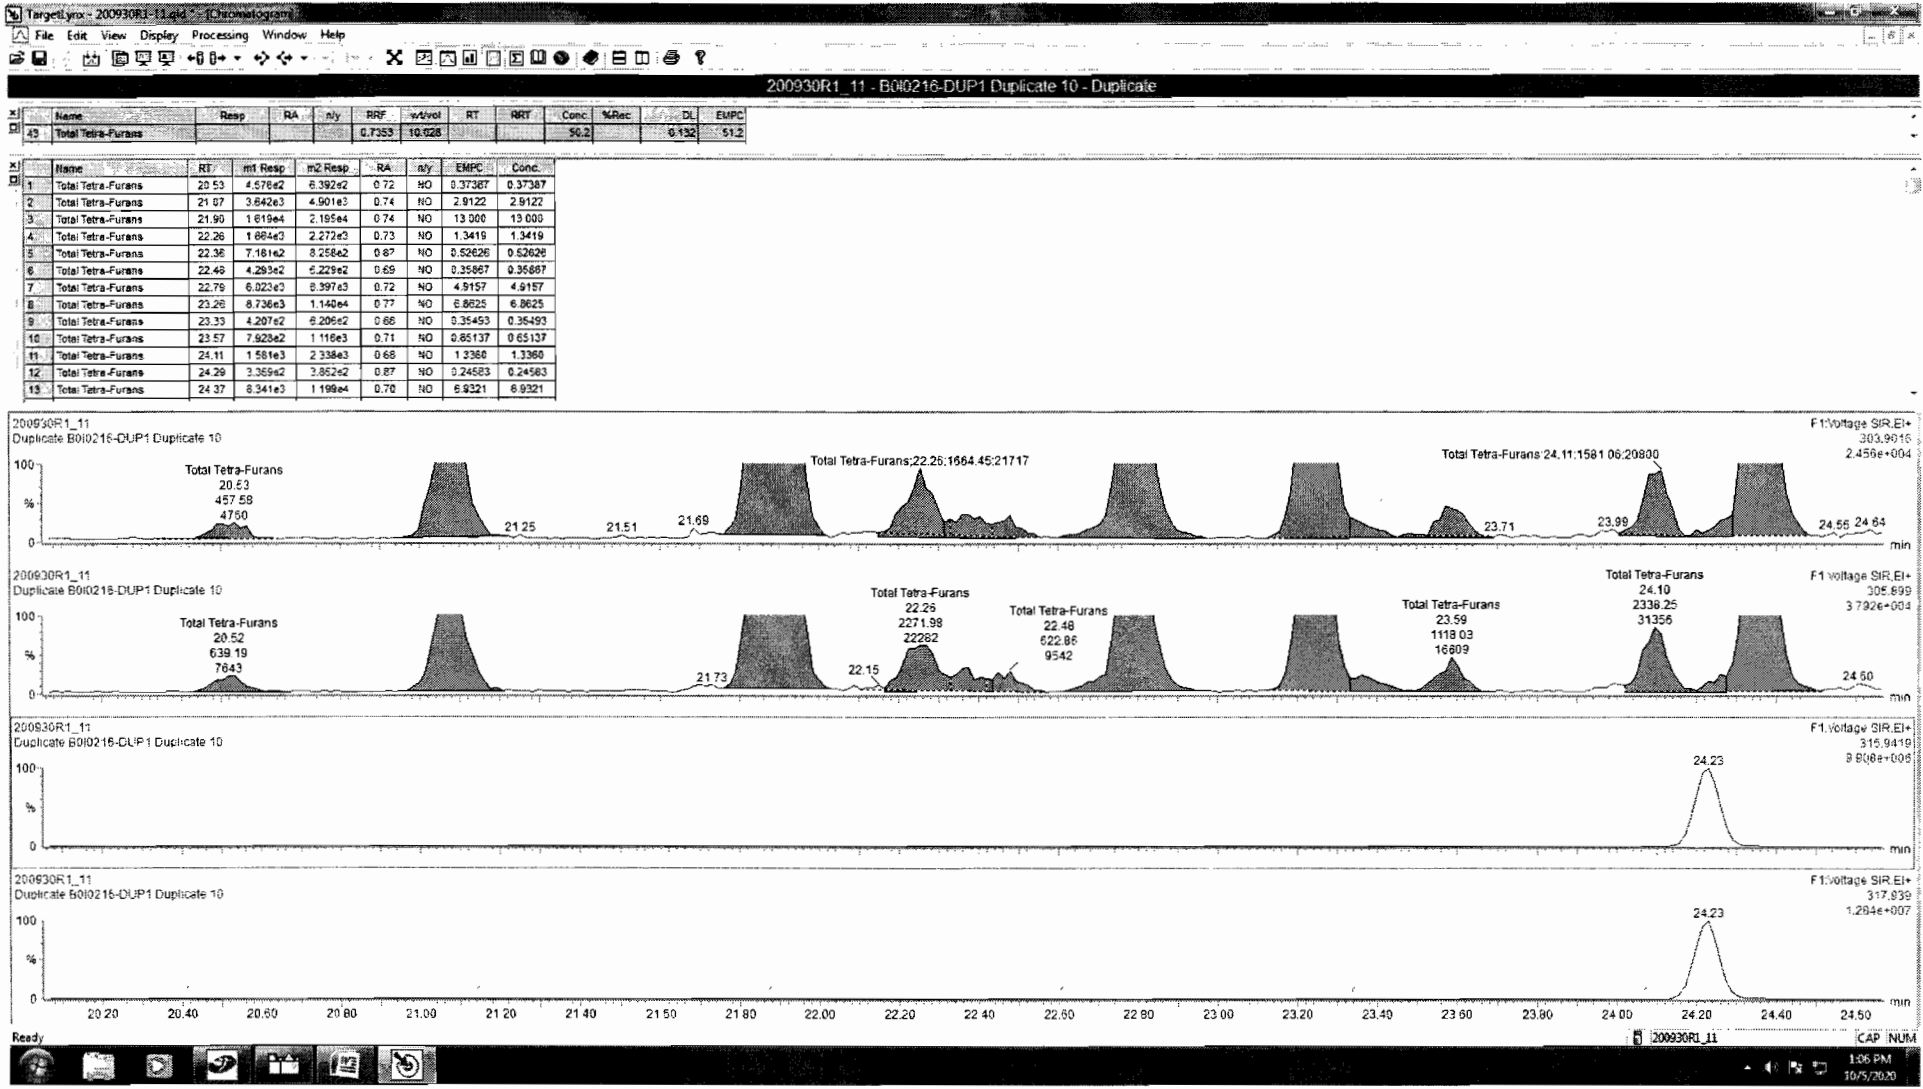 TargetLynx - 200930R1-11.qld * - [Chromatogram]
File Edit View Display Processing Window Help
200930R1_11 - B0I0216-DUP1 Duplicate 10 - Duplicate
Name Resp RA n/y RRF wt/vol RT RRT Conc. %Rec DL EMPC
43 Total Tetra-Furans 0.7353 10.028 50.2 0.132 51.2
Name RT m1 Resp m2 Resp RA n/y EMPC Conc.
1 Total Tetra-Furans 20.53 4.576e2 6.392e2 0.72 NO 0.37387 0.37387
2 Total Tetra-Furans 21.07 3.642e3 4.901e3 0.74 NO 2.9122 2.9122
3 Total Tetra-Furans 21.90 1.619e4 2.195e4 0.74 NO 13.000 13.000
4 Total Tetra-Furans 22.26 1.664e3 2.272e3 0.73 NO 1.3419 1.3419
5 Total Tetra-Furans 22.36 7.181e2 8.258e2 0.87 NO 0.52626 0.52626
6 Total Tetra-Furans 22.48 4.293e2 6.229e2 0.69 NO 0.35867 0.35867
7 Total Tetra-Furans 22.79 6.023e3 8.397e3 0.72 NO 4.9157 4.9157
8 Total Tetra-Furans 23.26 8.736e3 1.140e4 0.77 NO 6.8625 6.8625
9 Total Tetra-Furans 23.33 4.207e2 6.206e2 0.68 NO 0.35493 0.35493
10 Total Tetra-Furans 23.57 7.928e2 1.118e3 0.71 NO 0.65137 0.65137
11 Total Tetra-Furans 24.11 1.581e3 2.338e3 0.68 NO 1.3360 1.3360
12 Total Tetra-Furans 24.29 3.359e2 3.852e2 0.87 NO 0.24583 0.24583
13 Total Tetra-Furans 24.37 8.341e3 1.199e4 0.70 NO 6.9321 6.9321
200930R1_11
Duplicate B0I0216-DUP1 Duplicate 10
F1:Voltage SIR,EI+
303.9016
2.456e+004
100
%
0
Total Tetra-Furans
20.53
457.58
4760
21.25
21.51
21.69
Total Tetra-Furans;22.26;1664.45;21717
23.71
23.99
Total Tetra-Furans;24.11;1581.06;20800
24.55 24.64
min
200930R1_11
Duplicate B0I0216-DUP1 Duplicate 10
F1:Voltage SIR,EI+
305.899
3.792e+004
100
%
0
Total Tetra-Furans
20.52
639.19
7643
21.73
22.15
Total Tetra-Furans
22.26
2271.98
22282
Total Tetra-Furans
22.48
622.86
9542
Total Tetra-Furans
23.59
1118.03
16609
Total Tetra-Furans
24.10
2338.25
31356
24.60
min
200930R1_11
Duplicate B0I0216-DUP1 Duplicate 10
F1:Voltage SIR,EI+
315.9419
9.908e+006
100
%
0
24.23
min
200930R1_11
Duplicate B0I0216-DUP1 Duplicate 10
F1:Voltage SIR,EI+
317.939
1.284e+007
100
%
0
24.23
min
20.20 20.40 20.60 20.80 21.00 21.20 21.40 21.60 21.80 22.00 22.20 22.40 22.60 22.80 23.00 23.20 23.40 23.60 23.80 24.00 24.20 24.40 24.60
Ready
200930R1_11 CAP NUM
1:06 PM
10/5/2020